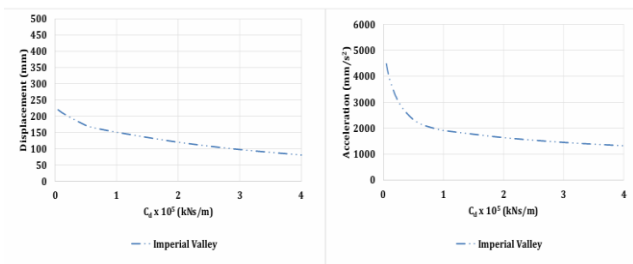 500
450
400
350
300
250
200
150
100
50
0
Displacement (mm)
0 1 2 3 4
C_d x 10⁵ (kNs/m)
Imperial Valley
6000
5000
4000
3000
2000
1000
0
Acceleration (mm/s²)
0 1 2 3 4
C_d x 10⁵ (kNs/m)
Imperial Valley